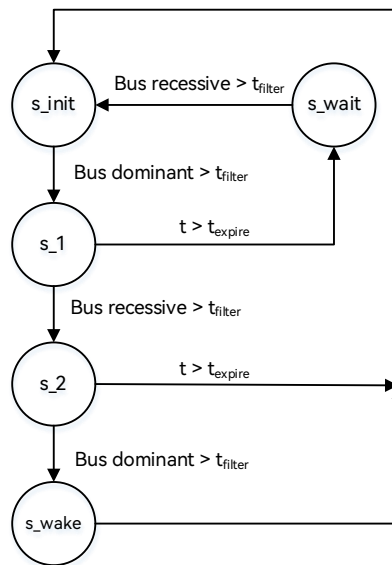 Bus recessive > tfilter
s_init
s_wait
Bus dominant > tfilter
s_1
t > texpire
Bus recessive > tfilter
s_2
t > texpire
Bus dominant > tfilter
s_wake